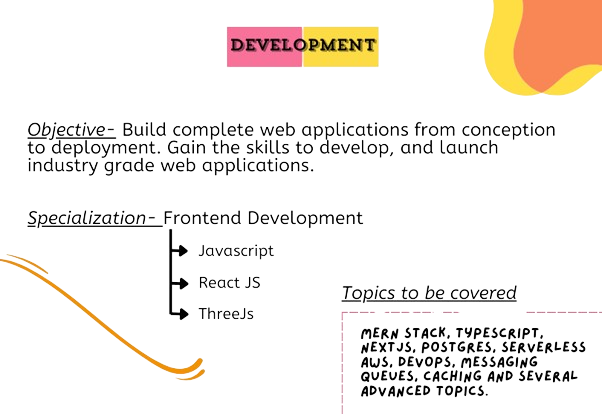 DEVELOPMENT
Objective- Build complete web applications from conception
to deployment. Gain the skills to develop, and launch
industry grade web applications.
Specialization- Frontend Development
Javascript
React JS
ThreeJs
Topics to be covered
MERN STACK, TYPESCRIPT,
NEXTJS, POSTGRES, SERVERLESS
AWS, DEVOPS, MESSAGING
QUEUES, CACHING AND SEVERAL
ADVANCED TOPICS.